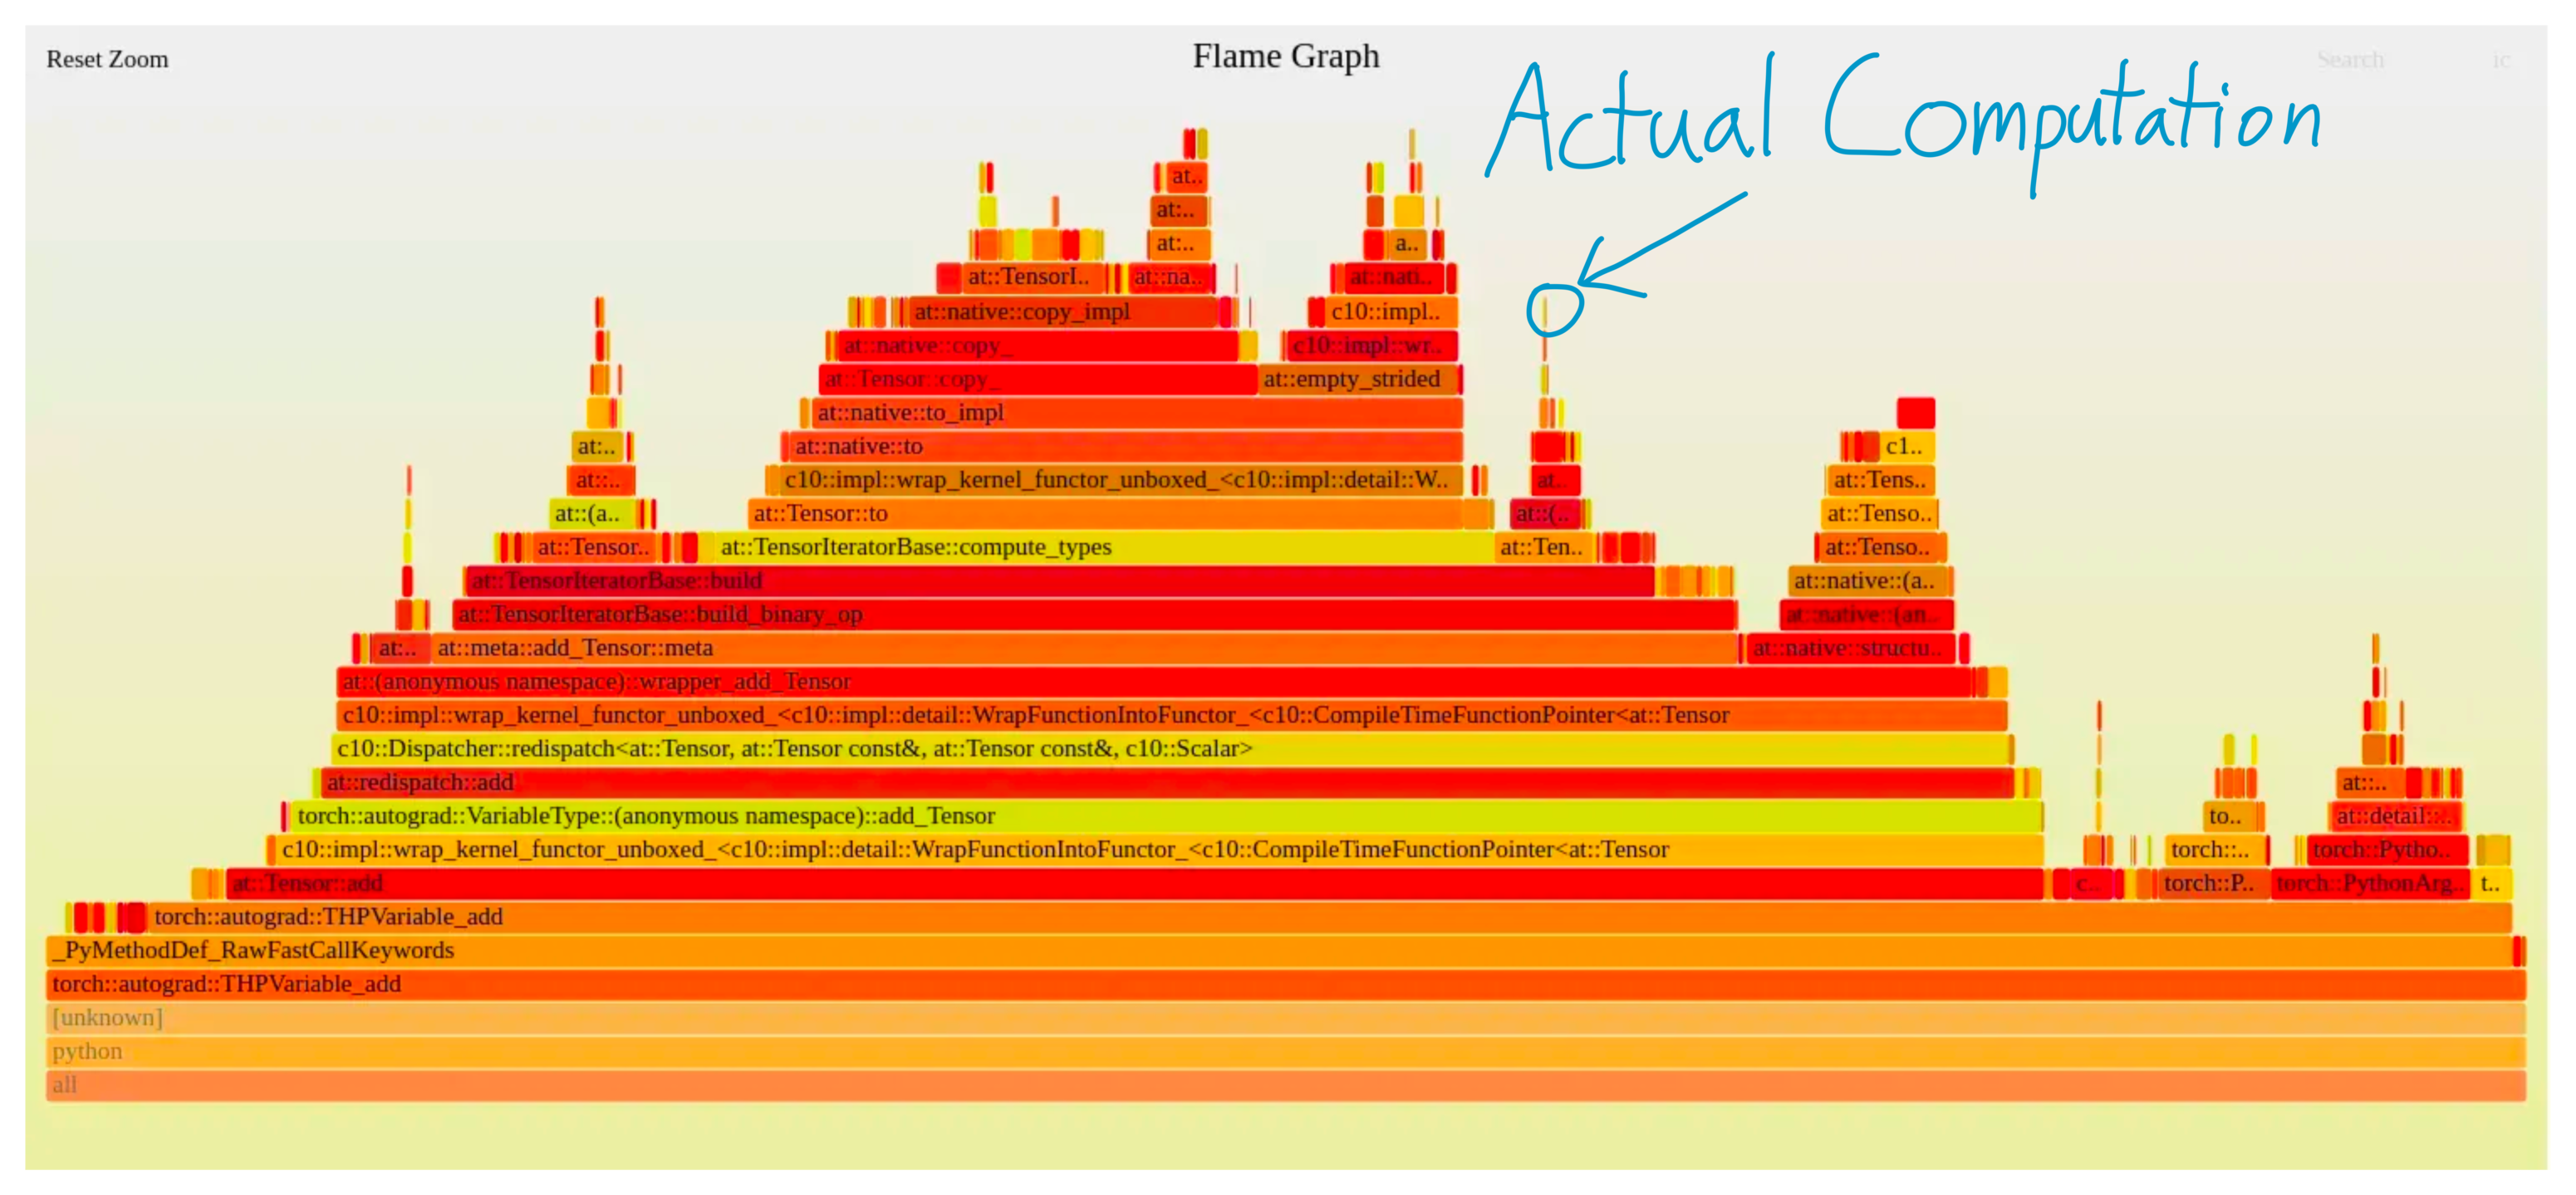 Reset Zoom
Flame Graph
Search
ic
Actual Computation
at..
at:..
at:..
a..
at::TensorI..
at::na..
at::nati..
at::native::copy_impl
c10::impl..
at::native::copy_
c10::impl::wr..
at::Tensor::copy_
at::empty_strided
at::native::to_impl
at:..
at::native::to
c1..
at::..
c10::impl::wrap_kernel_functor_unboxed_<c10::impl::detail::W..
at..
at::Tens..
at::(a..
at::Tensor::to
at::(..
at::Tenso..
at::Tensor..
at::TensorIteratorBase::compute_types
at::Ten..
at::Tenso..
at::TensorIteratorBase::build
at::native::(a..
at::TensorIteratorBase::build_binary_op
at::native::(an..
at:..
at::meta::add_Tensor::meta
at::native::structu..
at::(anonymous namespace)::wrapper_add_Tensor
c10::impl::wrap_kernel_functor_unboxed_<c10::impl::detail::WrapFunctionIntoFunctor_<c10::CompileTimeFunctionPointer<at::Tensor
c10::Dispatcher::redispatch<at::Tensor, at::Tensor const&, at::Tensor const&, c10::Scalar>
at::redispatch::add
at:..
torch::autograd::VariableType::(anonymous namespace)::add_Tensor
to..
at::detail::..
c10::impl::wrap_kernel_functor_unboxed_<c10::impl::detail::WrapFunctionIntoFunctor_<c10::CompileTimeFunctionPointer<at::Tensor
torch::..
torch::Pytho..
at::Tensor::add
c..
torch::P..
torch::PythonArg..
t..
torch::autograd::THPVariable_add
_PyMethodDef_RawFastCallKeywords
torch::autograd::THPVariable_add
[unknown]
python
all